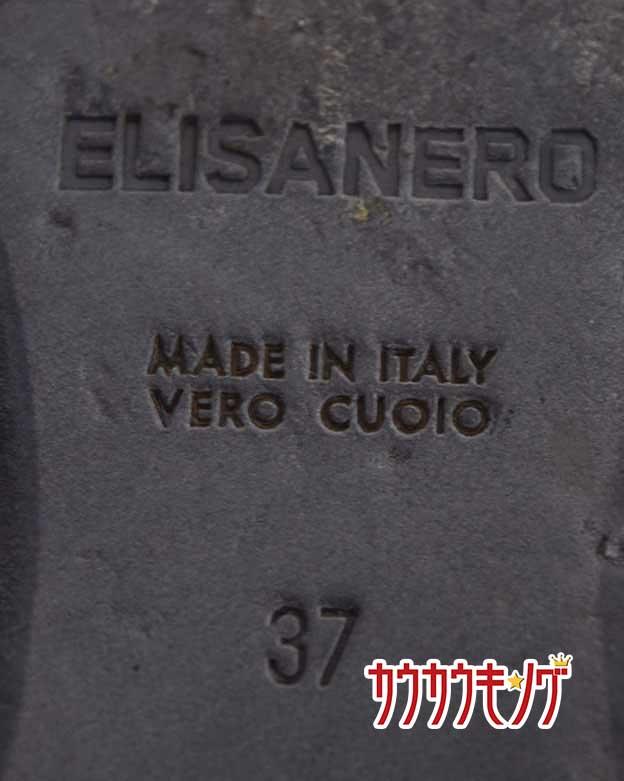 ELISANERO
MADE IN ITALY
VERO CUOIO
37
カウカウキング